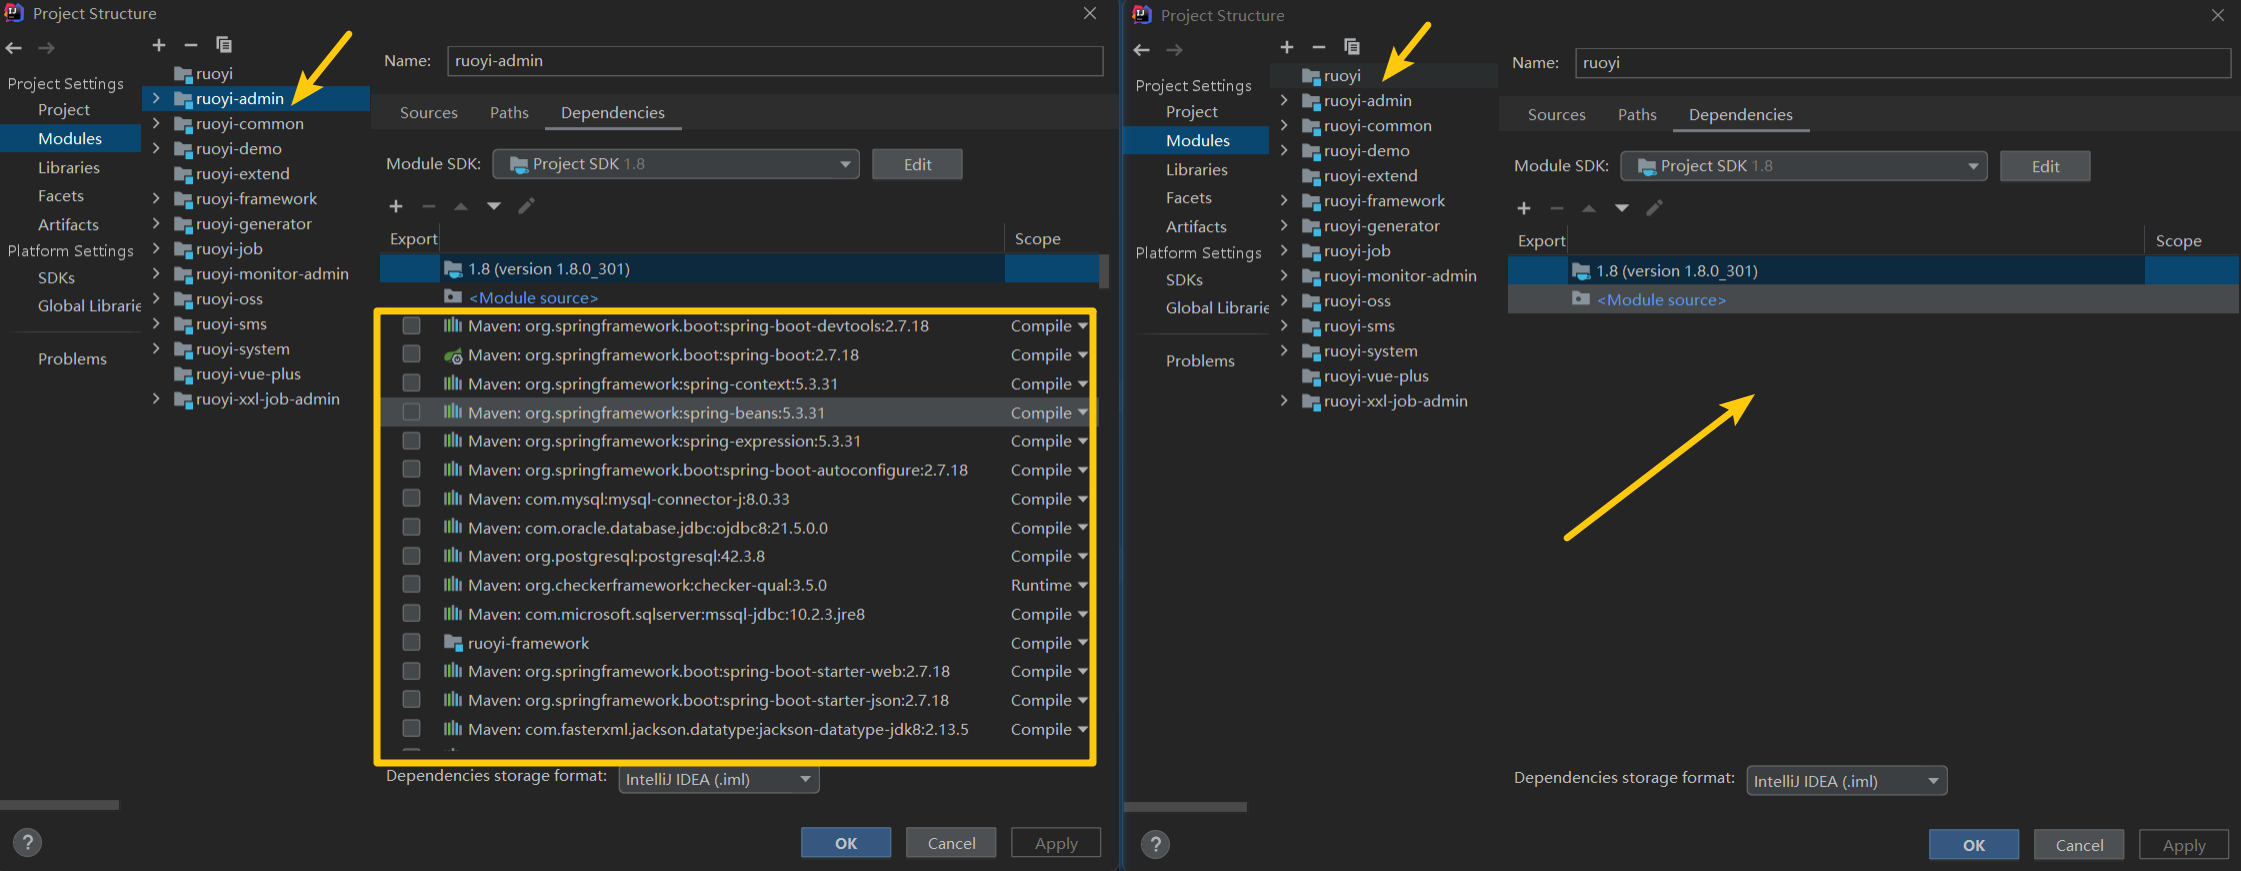 Project Structure
Name:
ruoyi-admin
Project Settings
Project
Modules
Libraries
Facets
Artifacts
Platform Settings
SDKs
Global Librarie
Problems
ruoyi
ruoyi-admin
ruoyi-common
ruoyi-demo
ruoyi-extend
ruoyi-framework
ruoyi-generator
ruoyi-job
ruoyi-monitor-admin
ruoyi-oss
ruoyi-sms
ruoyi-system
ruoyi-vue-plus
ruoyi-xxl-job-admin
Sources Paths Dependencies
Module SDK: Project SDK 1.8 Edit
Export Scope
1.8 (version 1.8.0_301)
<Module source>
Maven: org.springframework.boot:spring-boot-devtools:2.7.18 Compile
Maven: org.springframework.boot:spring-boot:2.7.18 Compile
Maven: org.springframework:spring-context:5.3.31 Compile
Maven: org.springframework:spring-beans:5.3.31 Compile
Maven: org.springframework:spring-expression:5.3.31 Compile
Maven: org.springframework.boot:spring-boot-autoconfigure:2.7.18 Compile
Maven: com.mysql:mysql-connector-j:8.0.33 Compile
Maven: com.oracle.database.jdbc:ojdbc8:21.5.0.0 Compile
Maven: org.postgresql:postgresql:42.3.8 Compile
Maven: org.checkerframework:checker-qual:3.5.0 Runtime
Maven: com.microsoft.sqlserver:mssql-jdbc:10.2.3.jre8 Compile
ruoyi-framework Compile
Maven: org.springframework.boot:spring-boot-starter-web:2.7.18 Compile
Maven: org.springframework.boot:spring-boot-starter-json:2.7.18 Compile
Maven: com.fasterxml.jackson.datatype:jackson-datatype-jdk8:2.13.5 Compile
Dependencies storage format: IntelliJ IDEA (.iml)
? OK Cancel Apply
Project Structure
Name:
ruoyi
Project Settings
Project
Modules
Libraries
Facets
Artifacts
Platform Settings
SDKs
Global Librarie
Problems
ruoyi
ruoyi-admin
ruoyi-common
ruoyi-demo
ruoyi-extend
ruoyi-framework
ruoyi-generator
ruoyi-job
ruoyi-monitor-admin
ruoyi-oss
ruoyi-sms
ruoyi-system
ruoyi-vue-plus
ruoyi-xxl-job-admin
Sources Paths Dependencies
Module SDK: Project SDK 1.8 Edit
Export Scope
1.8 (version 1.8.0_301)
<Module source>
Dependencies storage format: IntelliJ IDEA (.iml)
? OK Cancel Apply